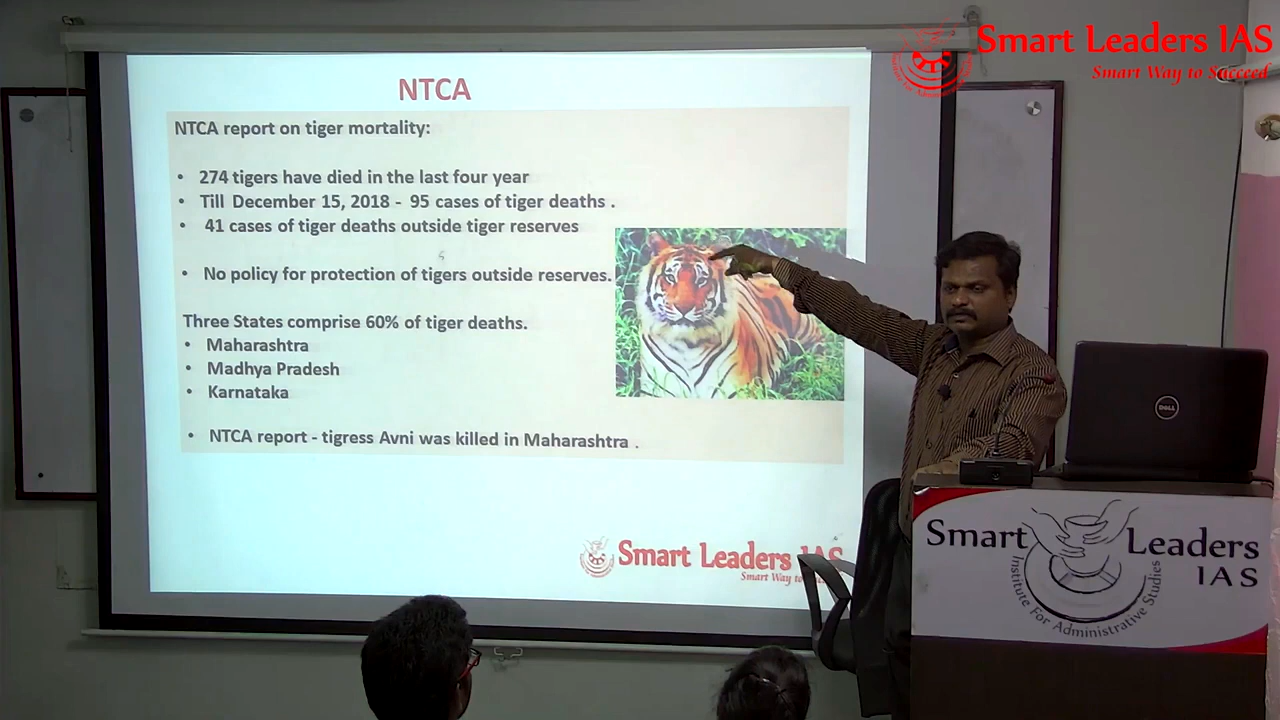 Smart Leaders IAS
Smart Way to Succeed
NTCA
NTCA report on tiger mortality:
• 274 tigers have died in the last four year
• Till December 15, 2018 - 95 cases of tiger deaths .
• 41 cases of tiger deaths outside tiger reserves
• No policy for protection of tigers outside reserves.
Three States comprise 60% of tiger deaths.
• Maharashtra
• Madhya Pradesh
• Karnataka
• NTCA report - tigress Avni was killed in Maharashtra .
Smart Leaders IAS
Smart Way to
DELL
Smart Leaders
IAS
Institute For Administrative Studies